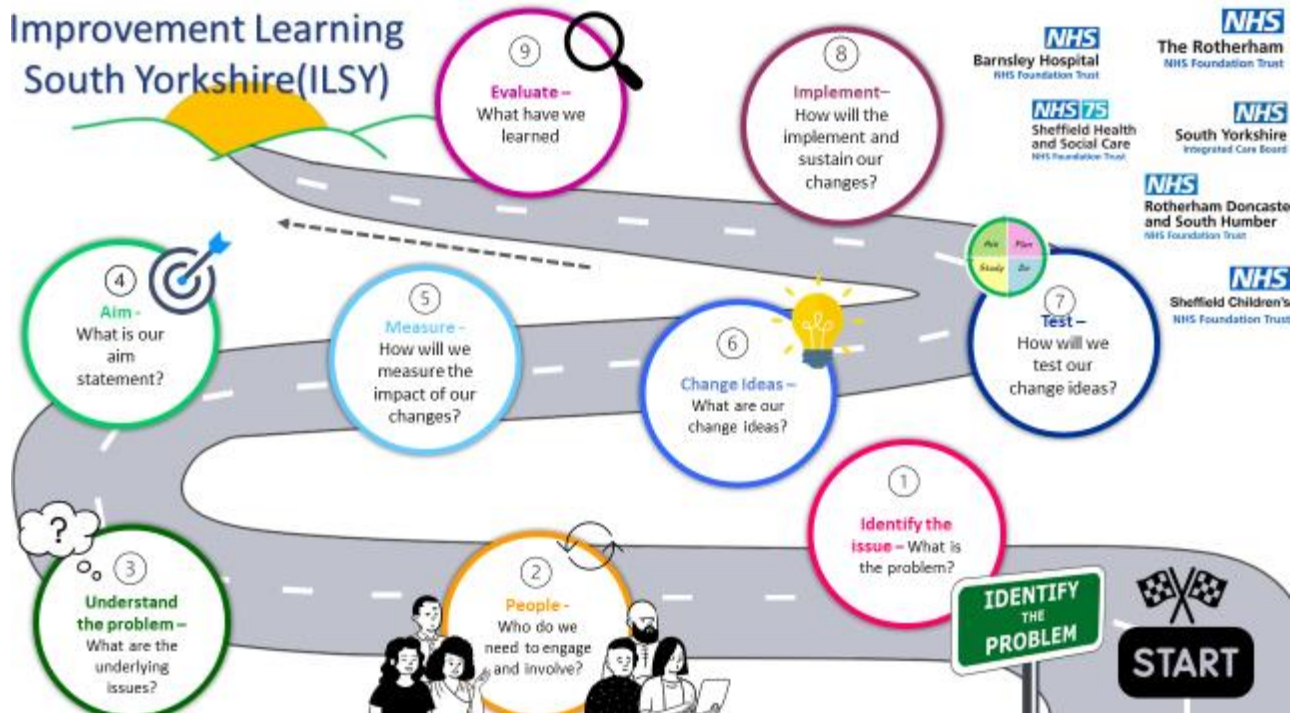 Improvement Learning
South Yorkshire(ILSY)
9
Evaluate –
What have we
learned
8
Implement–
How will the
implement and
sustain our
changes?
NHS
Barnsley Hospital
NHS Foundation Trust
NHS
The Rotherham
NHS Foundation Trust
NHS 75
Sheffield Health
and Social Care
NHS Foundation Trust
NHS
South Yorkshire
Integrated Care Board
NHS
Rotherham Doncaste
and South Humber
NHS Foundation Trust
NHS
Sheffield Children's
NHS Foundation Trust
4
Aim -
What is our
aim
statement?
5
Measure -
How will we
measure the
impact of our
changes?
6
Change Ideas –
What are our
change ideas?
Act Plan
Study Do
7
Test –
How will we
test our
change ideas?
?
3
Understand
the problem –
What are the
underlying
issues?
2
People -
Who do we
need to engage
and involve?
1
Identify the
issue – What is
the problem?
IDENTIFY
THE
PROBLEM
START